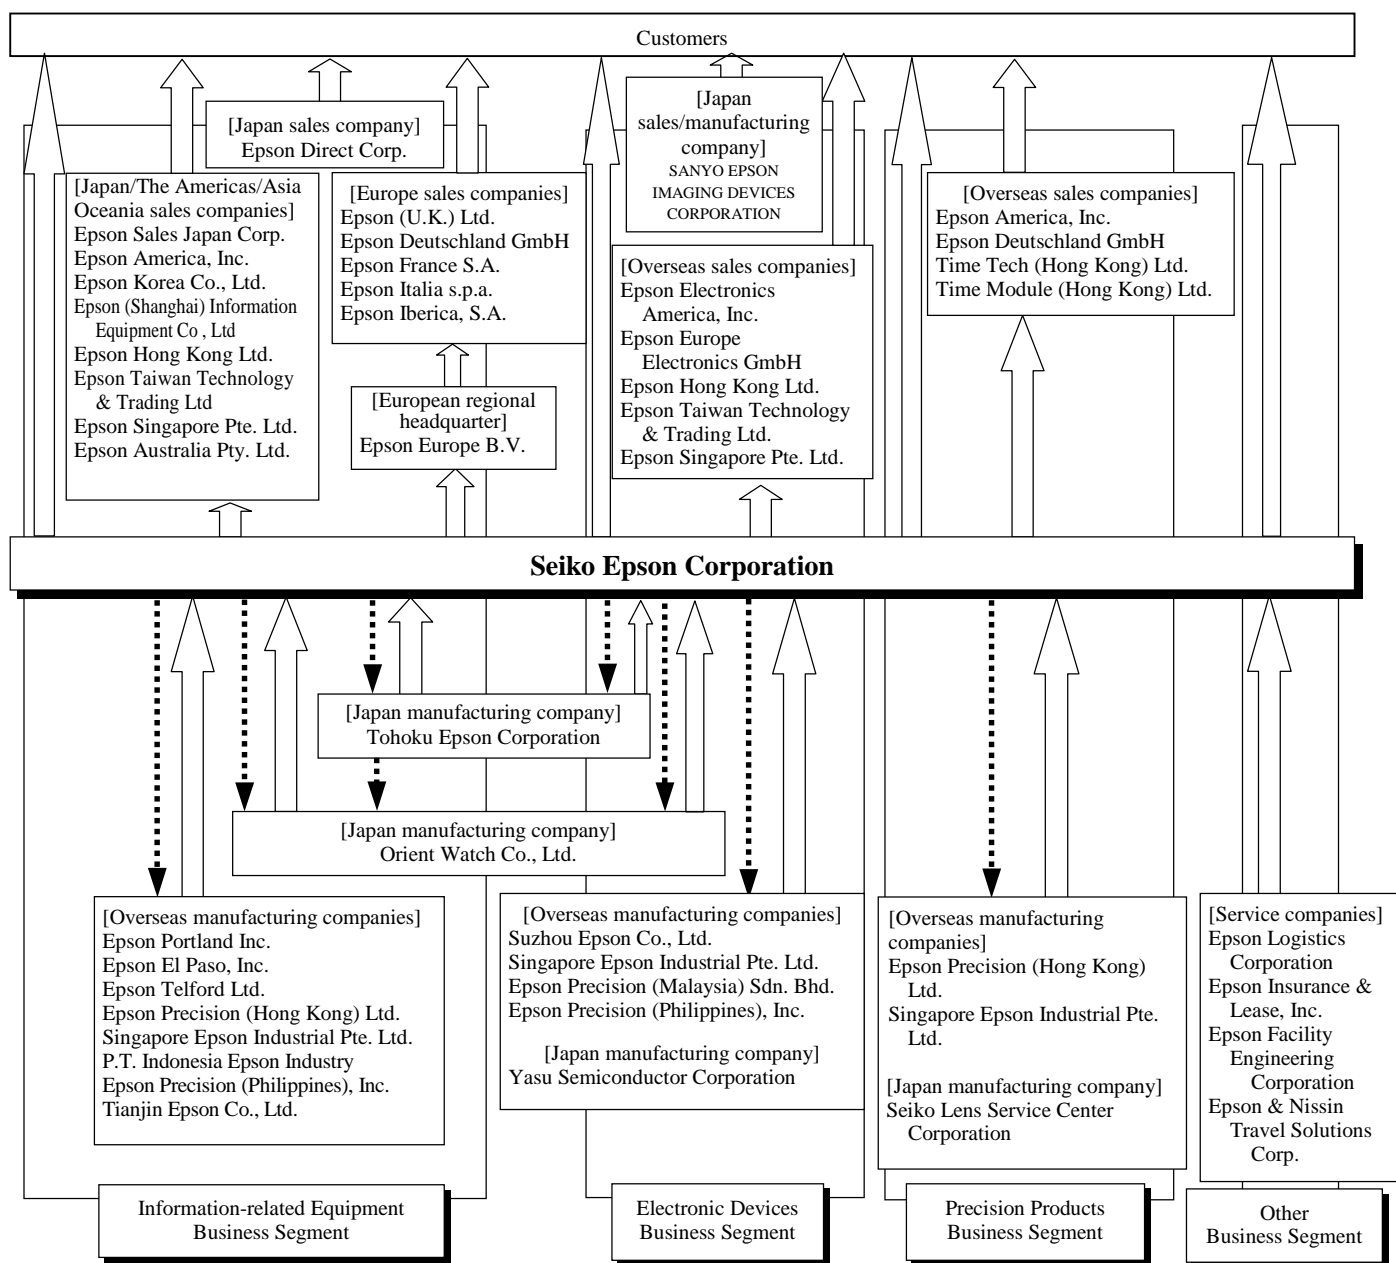 Customers
[Japan sales company]
Epson Direct Corp.
[Japan
sales/manufacturing
company]
SANYO EPSON
IMAGING DEVICES
CORPORATION
[Japan/The Americas/Asia
Oceania sales companies]
Epson Sales Japan Corp.
Epson America, Inc.
Epson Korea Co., Ltd.
Epson (Shanghai) Information
Equipment Co , Ltd
Epson Hong Kong Ltd.
Epson Taiwan Technology
& Trading Ltd
Epson Singapore Pte. Ltd.
Epson Australia Pty. Ltd.
[Europe sales companies]
Epson (U.K.) Ltd.
Epson Deutschland GmbH
Epson France S.A.
Epson Italia s.p.a.
Epson Iberica, S.A.
[European regional
headquarter]
Epson Europe B.V.
[Overseas sales companies]
Epson Electronics
America, Inc.
Epson Europe
Electronics GmbH
Epson Hong Kong Ltd.
Epson Taiwan Technology
& Trading Ltd.
Epson Singapore Pte. Ltd.
[Overseas sales companies]
Epson America, Inc.
Epson Deutschland GmbH
Time Tech (Hong Kong) Ltd.
Time Module (Hong Kong) Ltd.
Seiko Epson Corporation
[Japan manufacturing company]
Tohoku Epson Corporation
[Japan manufacturing company]
Orient Watch Co., Ltd.
[Overseas manufacturing companies]
Epson Portland Inc.
Epson El Paso, Inc.
Epson Telford Ltd.
Epson Precision (Hong Kong) Ltd.
Singapore Epson Industrial Pte. Ltd.
P.T. Indonesia Epson Industry
Epson Precision (Philippines), Inc.
Tianjin Epson Co., Ltd.
[Overseas manufacturing companies]
Suzhou Epson Co., Ltd.
Singapore Epson Industrial Pte. Ltd.
Epson Precision (Malaysia) Sdn. Bhd.
Epson Precision (Philippines), Inc.
[Japan manufacturing company]
Yasu Semiconductor Corporation
[Overseas manufacturing
companies]
Epson Precision (Hong Kong)
Ltd.
Singapore Epson Industrial Pte.
Ltd.
[Japan manufacturing company]
Seiko Lens Service Center
Corporation
[Service companies]
Epson Logistics
Corporation
Epson Insurance &
Lease, Inc.
Epson Facility
Engineering
Corporation
Epson & Nissin
Travel Solutions
Corp.
Information-related Equipment
Business Segment
Electronic Devices
Business Segment
Precision Products
Business Segment
Other
Business Segment